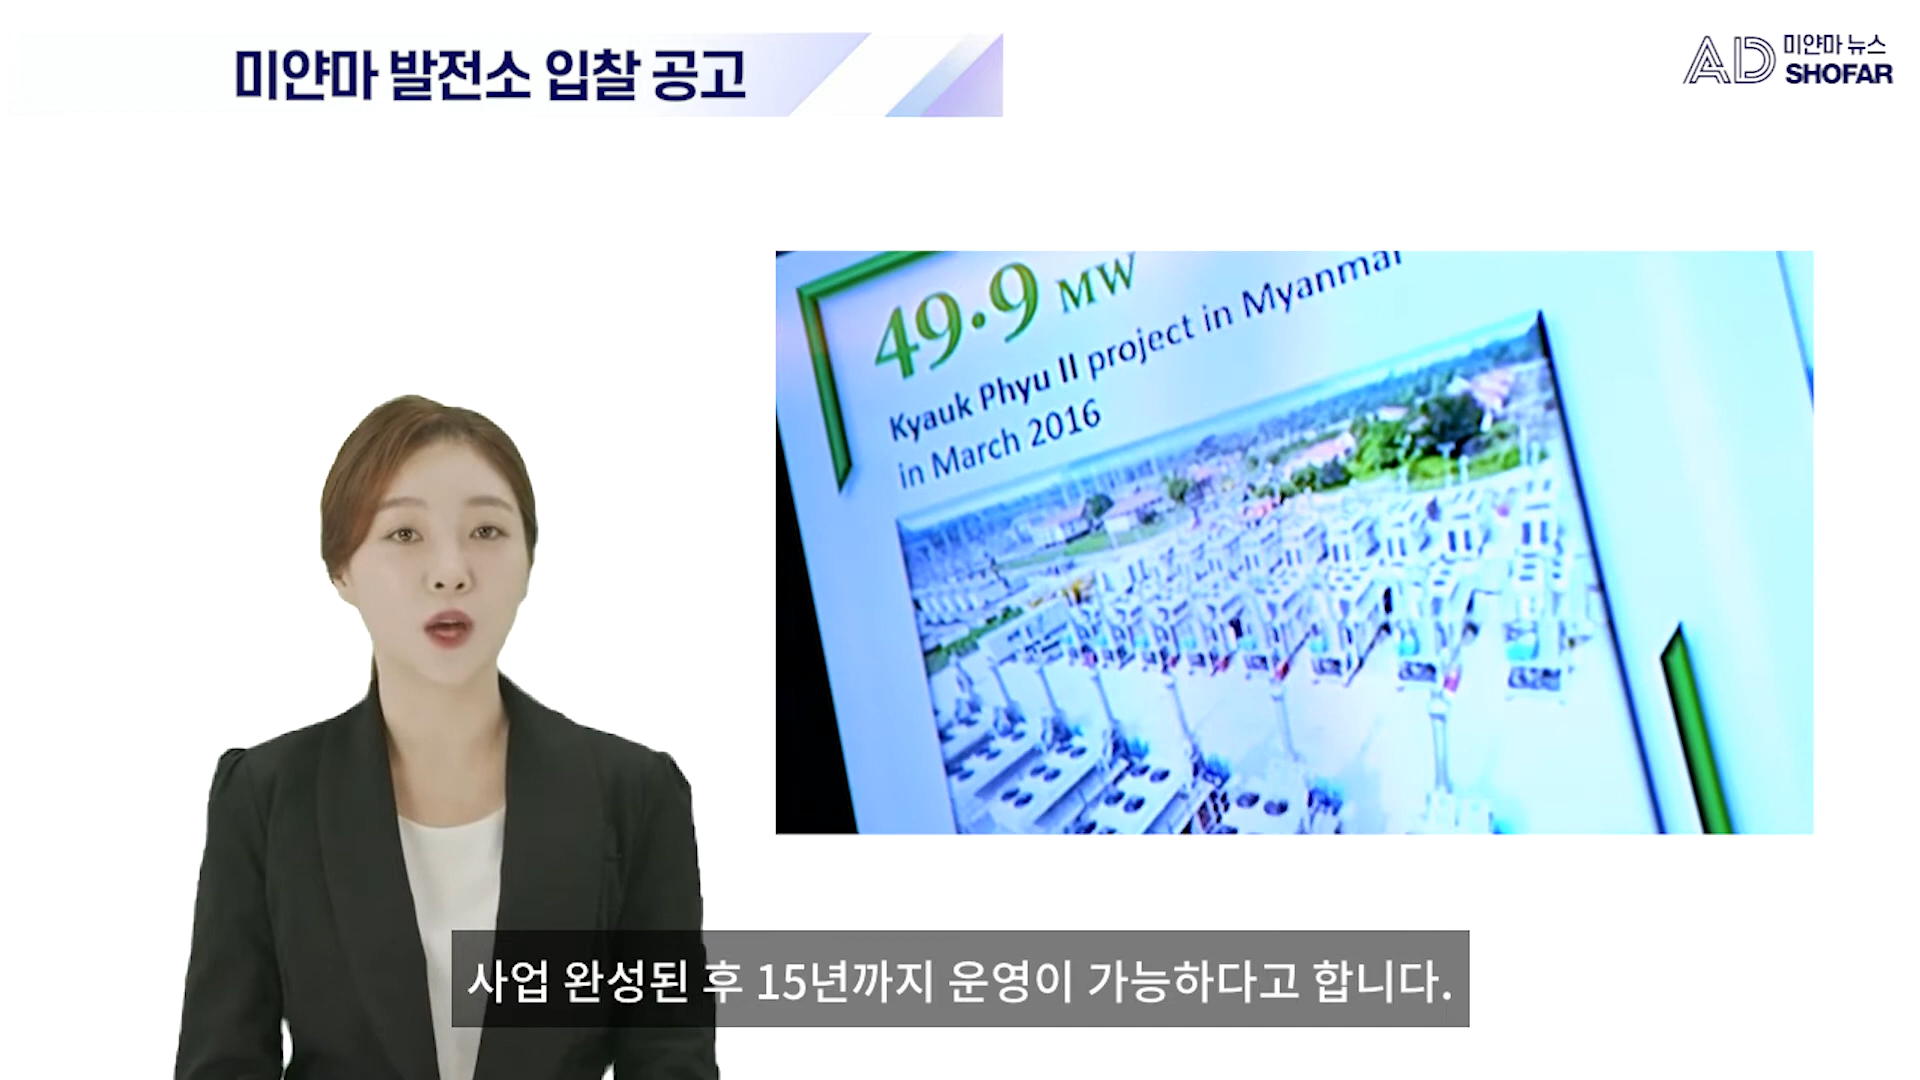 미얀마 발전소 입찰 공고
AD 미얀마 뉴스
SHOFAR
49.9 MW
Kyauk Phyu II project in Myanmar
in March 2016
사업 완성된 후 15년까지 운영이 가능하다고 합니다.